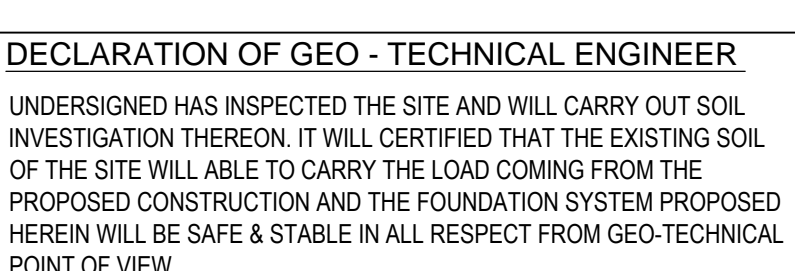 DECLARATION OF GEO - TECHNICAL ENGINEER
UNDERSIGNED HAS INSPECTED THE SITE AND WILL CARRY OUT SOIL
INVESTIGATION THEREON. IT WILL CERTIFIED THAT THE EXISTING SOIL
OF THE SITE WILL ABLE TO CARRY THE LOAD COMING FROM THE
PROPOSED CONSTRUCTION AND THE FOUNDATION SYSTEM PROPOSED
HEREIN WILL BE SAFE & STABLE IN ALL RESPECT FROM GEO-TECHNICAL
POINT OF VIEW